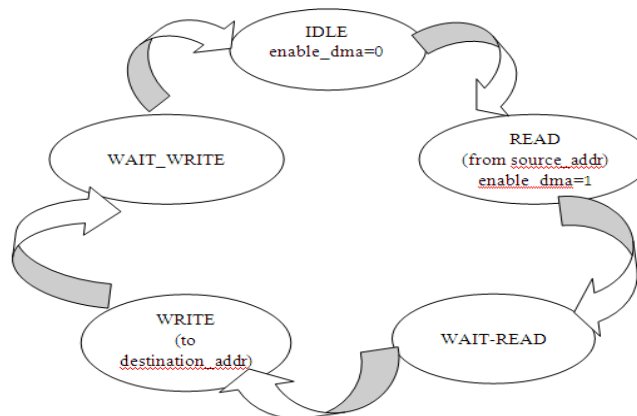 IDLE
enable_dma=0
READ
(from source_addr)
enable_dma=1
WAIT-READ
WRITE
(to
destination_addr)
WAIT_WRITE